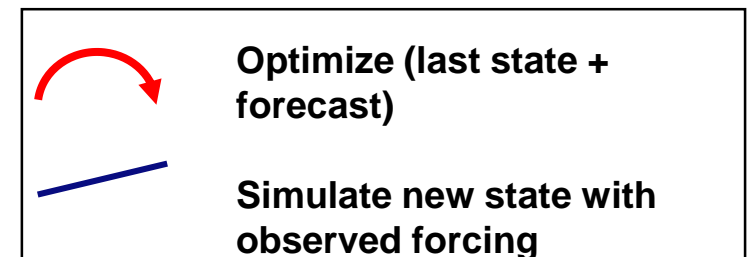 Optimize (last state +
forecast)
Simulate new state with
observed forcing